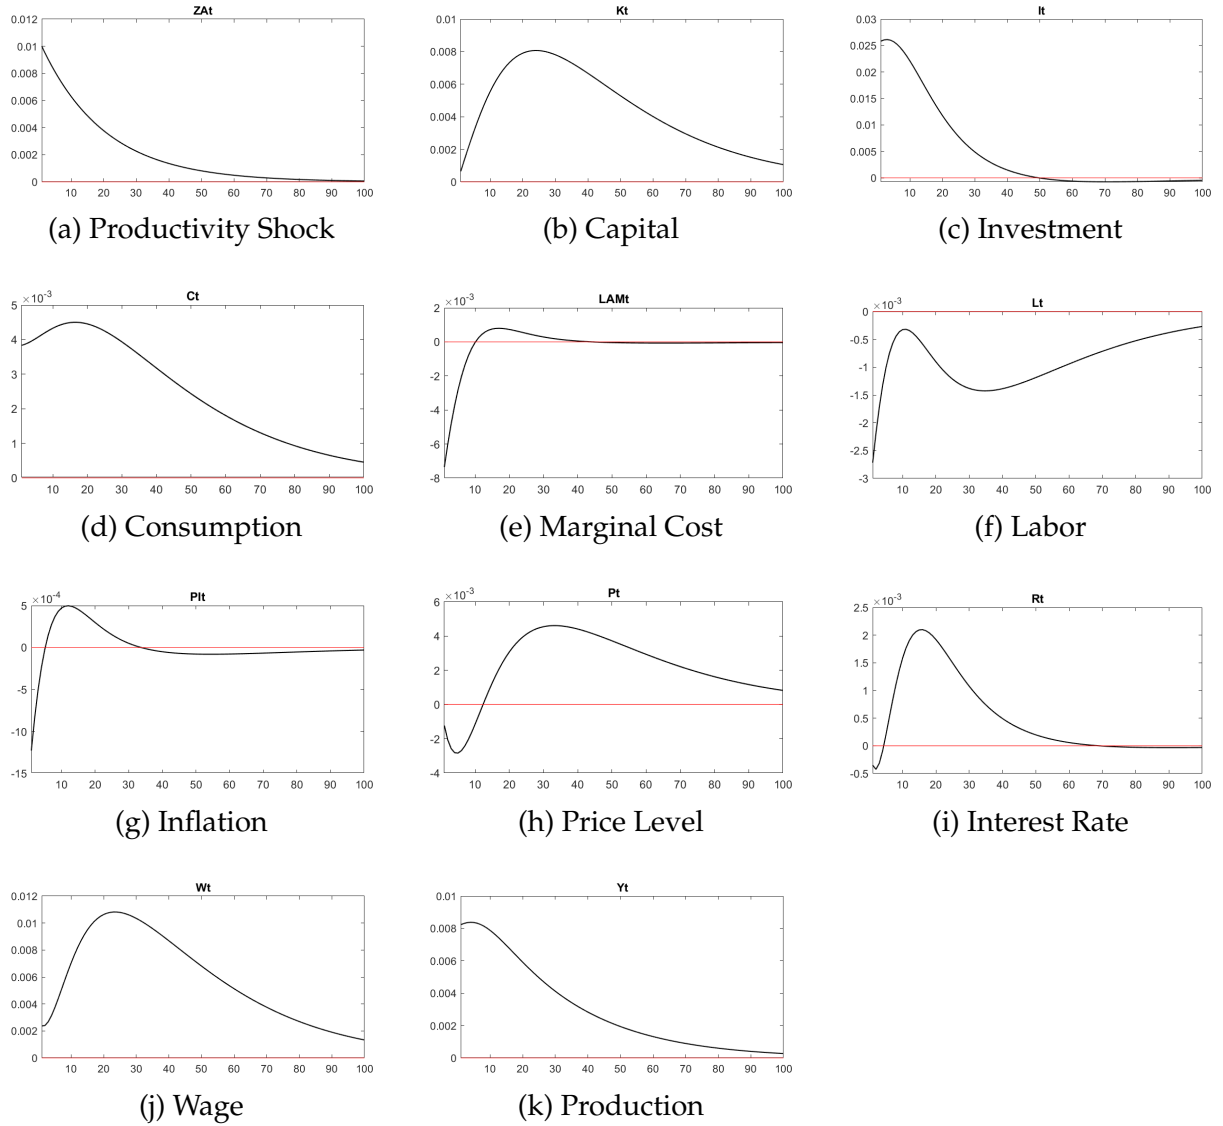 ZAt
0.012
0.01
0.008
0.006
0.004
0.002
0
10 20 30 40 50 60 70 80 90 100
(a) Productivity Shock
Kt
0.01
0.008
0.006
0.004
0.002
0
10 20 30 40 50 60 70 80 90 100
(b) Capital
It
0.03
0.025
0.02
0.015
0.01
0.005
0
10 20 30 40 50 60 70 80 90 100
(c) Investment
×10⁻³
Ct
5
4
3
2
1
0
10 20 30 40 50 60 70 80 90 100
(d) Consumption
×10⁻³
LAMt
2
0
-2
-4
-6
-8
10 20 30 40 50 60 70 80 90 100
(e) Marginal Cost
×10⁻³
Lt
0
-0.5
-1
-1.5
-2
-2.5
-3
10 20 30 40 50 60 70 80 90 100
(f) Labor
×10⁻⁴
PIt
5
0
-5
-10
-15
10 20 30 40 50 60 70 80 90 100
(g) Inflation
×10⁻³
Pt
6
4
2
0
-2
-4
10 20 30 40 50 60 70 80 90 100
(h) Price Level
×10⁻³
Rt
2.5
2
1.5
1
0.5
0
-0.5
10 20 30 40 50 60 70 80 90 100
(i) Interest Rate
Wt
0.012
0.01
0.008
0.006
0.004
0.002
0
10 20 30 40 50 60 70 80 90 100
(j) Wage
Yt
0.01
0.008
0.006
0.004
0.002
0
10 20 30 40 50 60 70 80 90 100
(k) Production